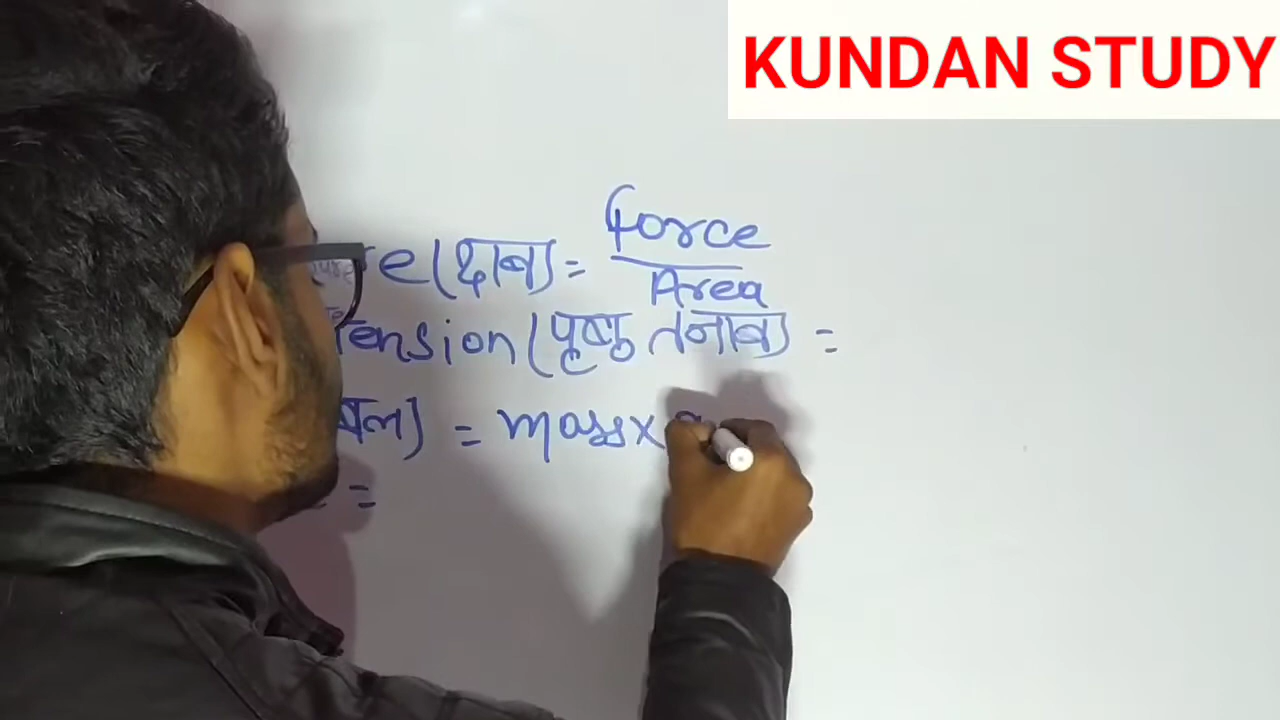 KUNDAN STUDY
Force
re (दाब) = ―
Area
Tension (पृष्ठ तनाब) =
बल) = mass x
=